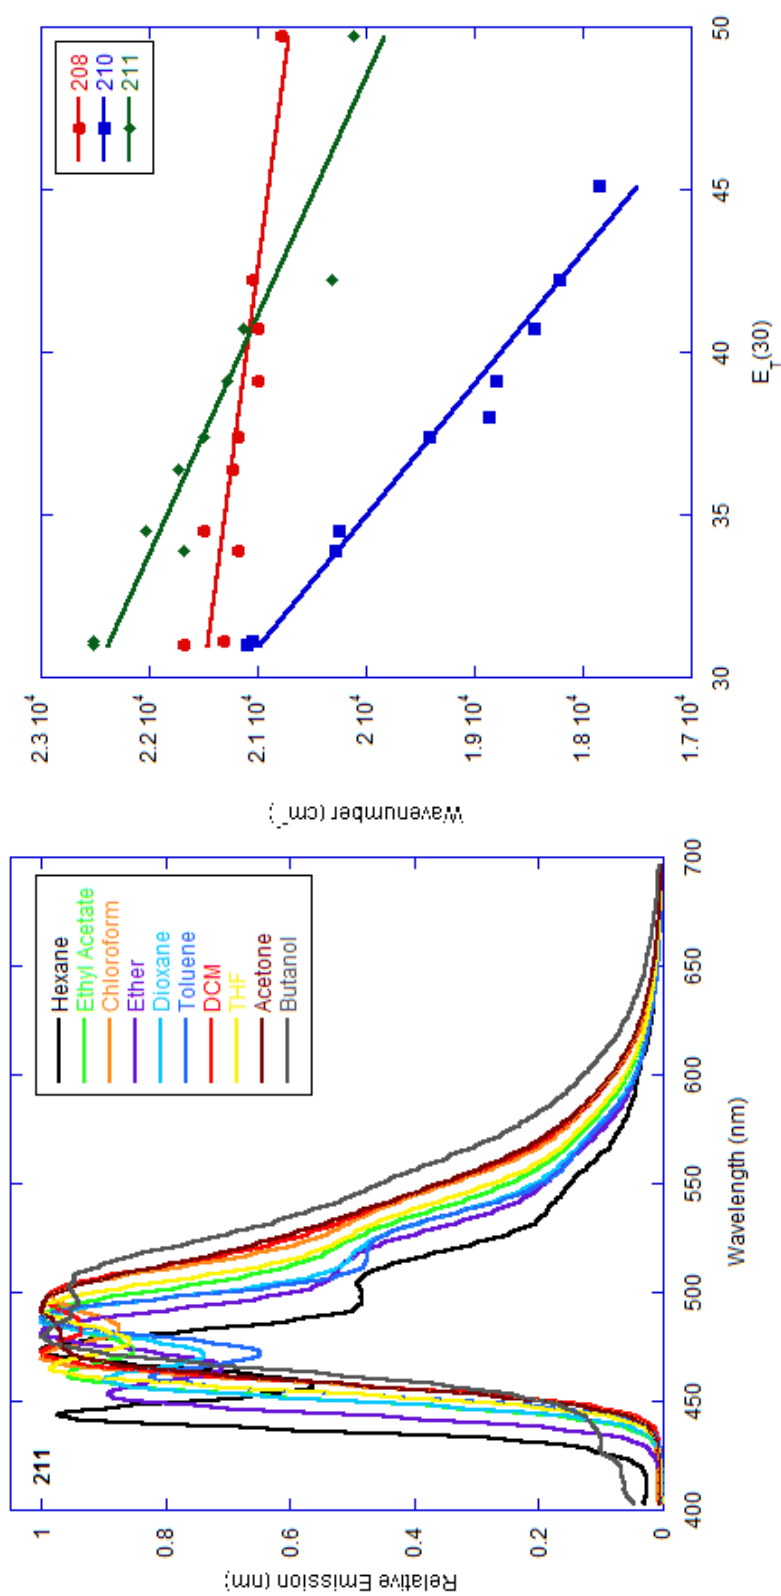 211
Hexane
Ethyl Acetate
Chloroform
Ether
Dioxane
Toluene
DCM
THF
Acetone
Butanol
Relative Emission (nm)
1
0.8
0.6
0.4
0.2
0
400
450
500
550
600
650
700
Wavelength (nm)
208
210
211
Wavenumber (cm⁻¹)
2.3 10⁴
2.2 10⁴
2.1 10⁴
2 10⁴
1.9 10⁴
1.8 10⁴
1.7 10⁴
30
35
40
45
50
E_T(30)